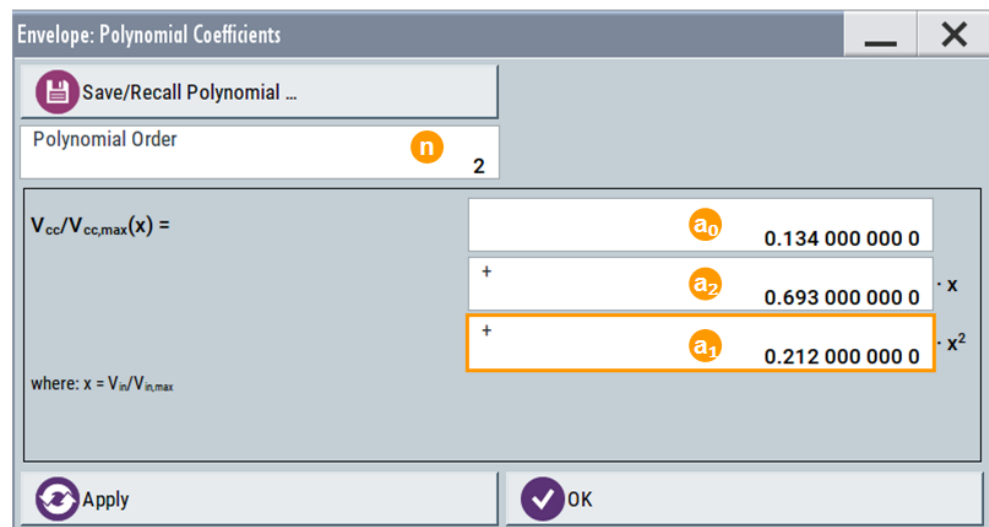 Envelope: Polynomial Coefficients
Save/Recall Polynomial ...
Polynomial Order
n
2
Vcc/Vcc,max(x) =
a0
0.134 000 000 0
+
a2
0.693 000 000 0
· x
+
a1
0.212 000 000 0
· x²
where: x = Vin/Vin,max
Apply
OK